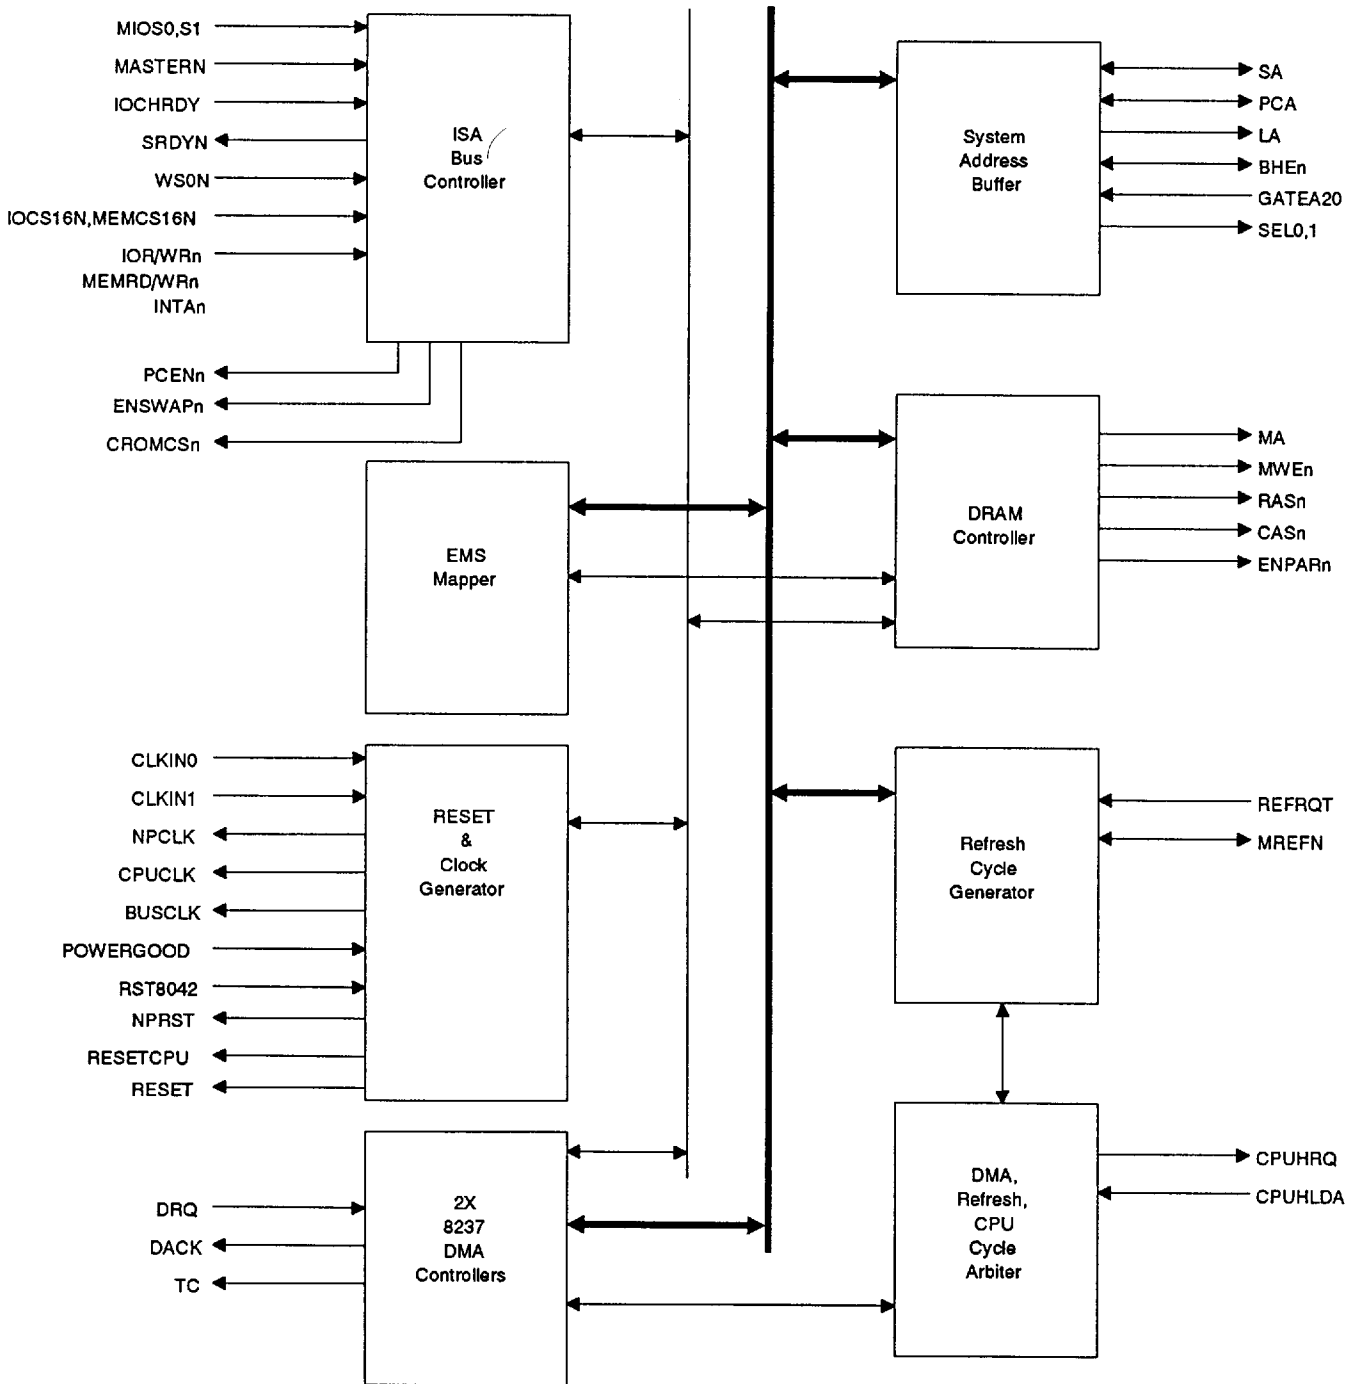 MIOS0,S1
MASTERN
IOCHRDY
SRDYN
WS0N
IOCS16N,MEMCS16N
IOR/WRn
MEMRD/WRn
INTAn
PCENn
ENSWAPn
CROMCSn
ISA
Bus
Controller
System
Address
Buffer
SA
PCA
LA
BHEn
GATEA20
SEL0,1
EMS
Mapper
DRAM
Controller
MA
MWEn
RASn
CASn
ENPARn
CLKIN0
CLKIN1
NPCLK
CPUCLK
BUSCLK
POWERGOOD
RST8042
NPRST
RESETCPU
RESET
RESET
&
Clock
Generator
Refresh
Cycle
Generator
REFRQT
MREFN
DRQ
DACK
TC
2X
8237
DMA
Controllers
DMA,
Refresh,
CPU
Cycle
Arbiter
CPUHRQ
CPUHLDA